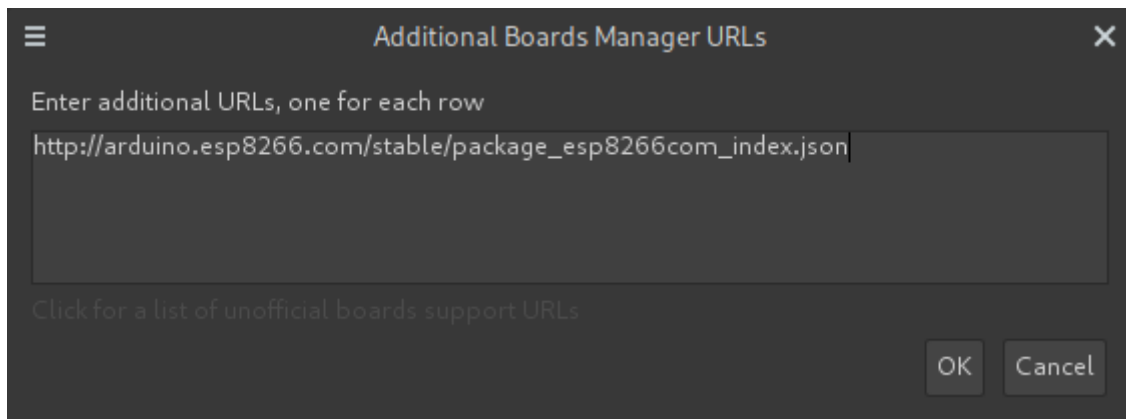 Additional Boards Manager URLs
Enter additional URLs, one for each row
http://arduino.esp8266.com/stable/package_esp8266com_index.json
Click for a list of unofficial boards support URLs
OK Cancel